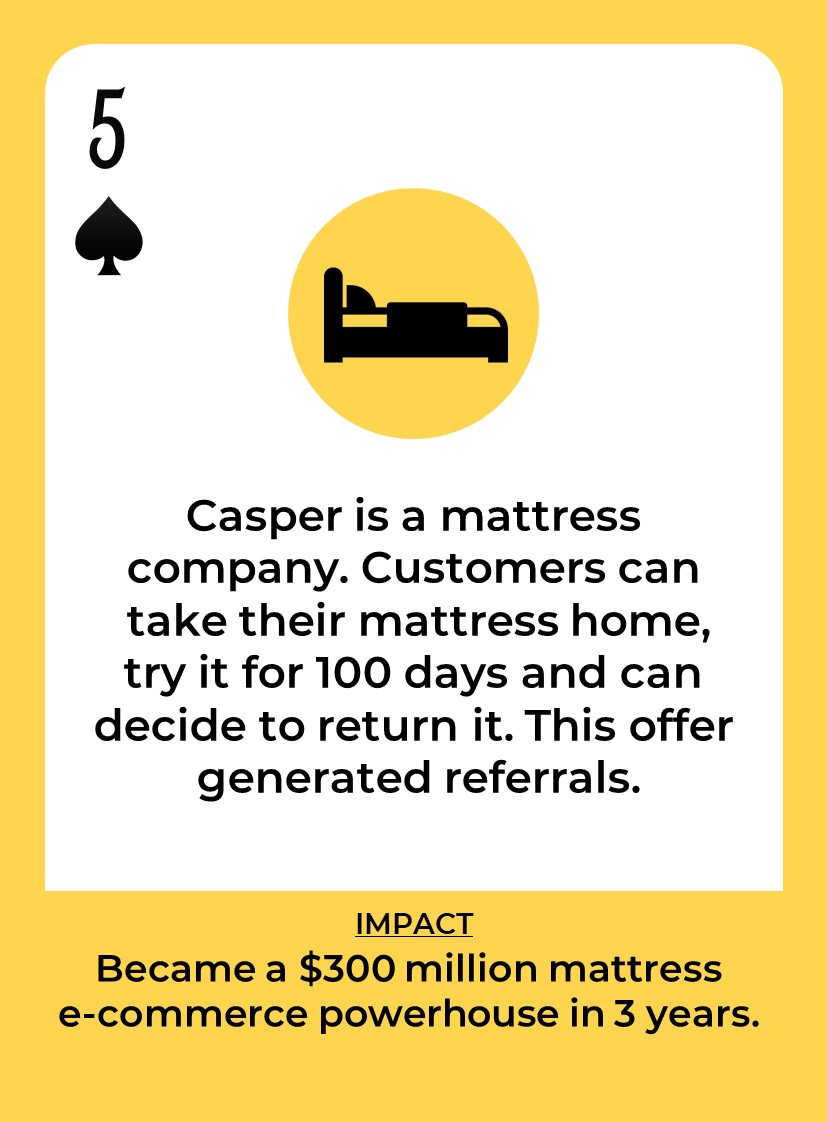 5
Casper is a mattress
company. Customers can
take their mattress home,
try it for 100 days and can
decide to return it. This offer
generated referrals.
IMPACT
Became a $300 million mattress
e-commerce powerhouse in 3 years.